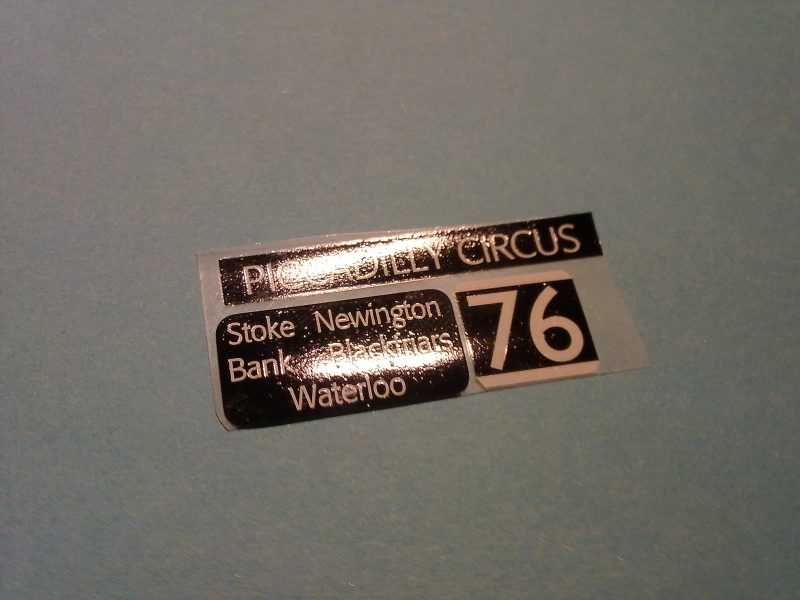 PICCADILLY CIRCUS
Stoke Newington
Bank Blackfriars
Waterloo
76